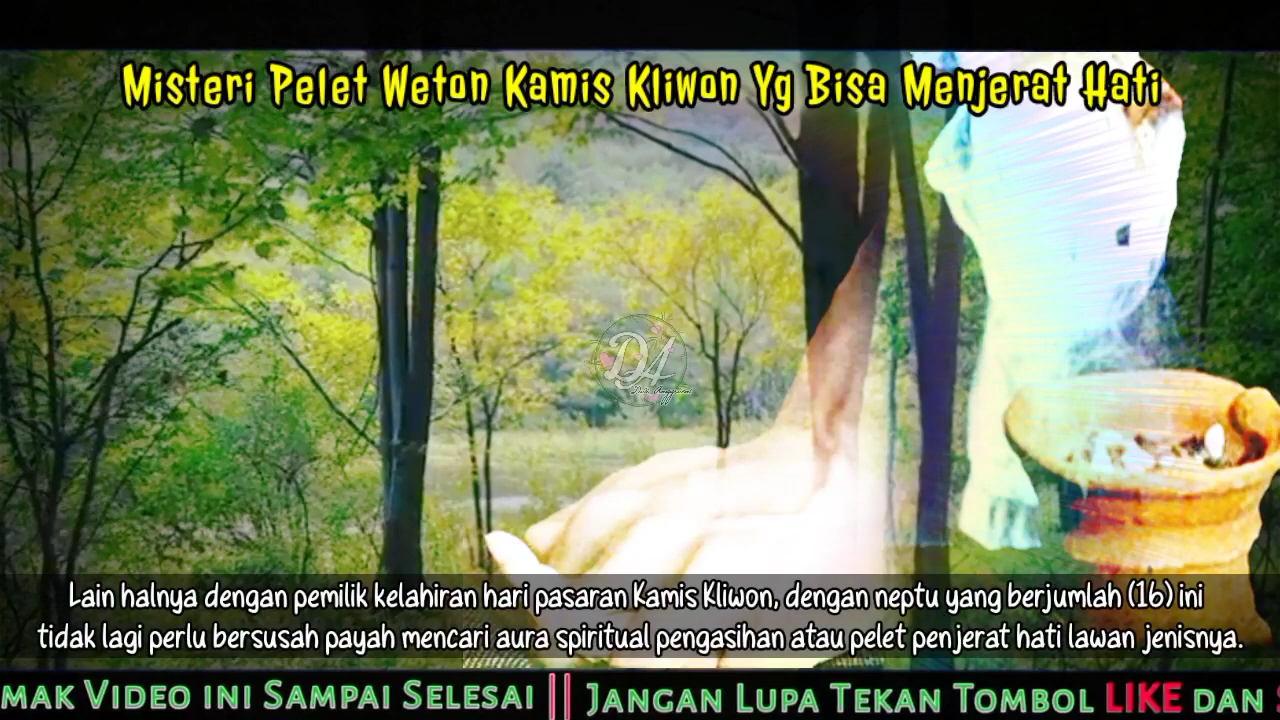 Misteri Pelet Weton Kamis Kliwon Yg Bisa Menjerat Hati
DA
Lain halnya dengan pemilik kelahiran hari pasaran Kamis Kliwon, dengan neptu yang berjumlah (16) ini
tidak lagi perlu bersusah payah mencari aura spiritual pengasihan atau pelet penjerat hati lawan jenisnya.
MAK VIDEO INI SAMPAI SELESAI || JANGAN LUPA TEKAN TOMBOL LIKE DAN